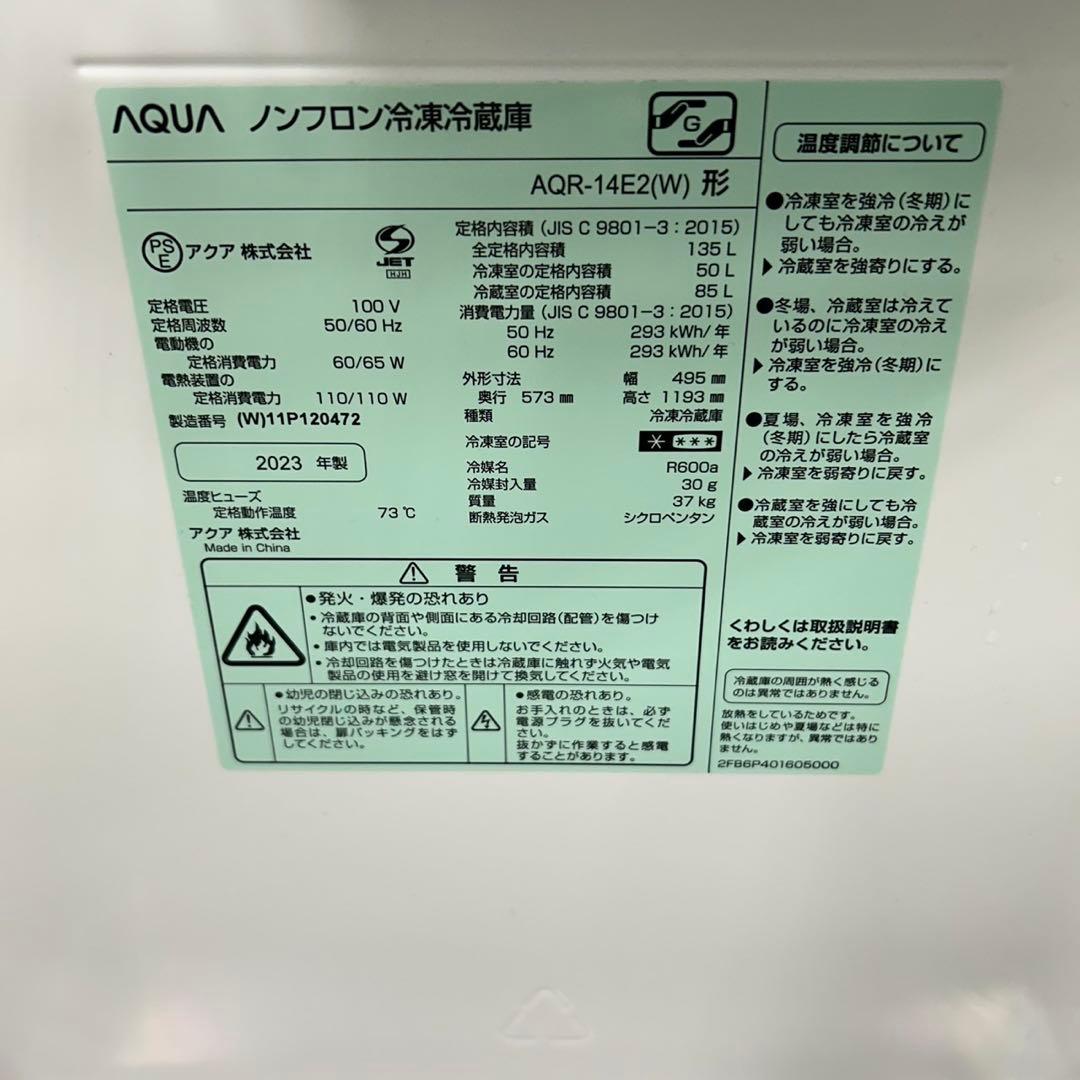 AQUA ノンフロン冷凍冷蔵庫
G
AQR-14E2(W) 形
PSE アクア 株式会社
S JET
HJH
定格電圧 100 V
定格周波数 50/60 Hz
電動機の
定格消費電力 60/65 W
電熱装置の
定格消費電力 110/110 W
製造番号 (W)11P120472
2023 年製
温度ヒューズ
定格動作温度 73 ℃
アクア 株式会社
Made in China
定格内容積 (JIS C 9801-3:2015)
全定格内容積 135 L
冷凍室の定格内容積 50 L
冷蔵室の定格内容積 85 L
消費電力量 (JIS C 9801-3:2015)
50 Hz 293 kWh/年
60 Hz 293 kWh/年
外形寸法 幅 495 mm
奥行 573 mm 高さ 1193 mm
種類 冷凍冷蔵庫
冷凍室の記号 * ***
冷媒名 R600a
冷媒封入量 30 g
質量 37 kg
断熱発泡ガス シクロペンタン
警 告
●発火・爆発の恐れあり
・冷蔵庫の背面や側面にある冷却回路(配管)を傷つけ
ないでください。
・庫内では電気製品を使用しないでください。
・冷却回路を傷つけたときは冷蔵庫に触れず火気や電気
製品の使用を避け窓を開けて換気してください。
●幼児の閉じ込みの恐れあり。
リサイクルの時など、保管時
の幼児閉じ込みが懸念される
場合は、扉パッキングをはず
してください。
●感電の恐れあり。
お手入れのときは、必ず
電源プラグを抜いてくだ
さい。
抜かずに作業すると感電
することがあります。
温度調節について
●冷凍室を強冷(冬期)に
しても冷凍室の冷えが
弱い場合。
▶冷蔵室を強寄りにする。
●冬場、冷蔵室は冷えて
いるのに冷凍室の冷え
が弱い場合。
▶冷凍室を強冷(冬期)に
する。
●夏場、冷凍室を強冷
(冬期)にしたら冷蔵室
の冷えが弱い場合。
▶冷凍室を弱寄りに戻す。
●冷蔵室を強にしても冷
蔵室の冷えが弱い場合。
▶冷凍室を弱寄りに戻す。
くわしくは取扱説明書
をお読みください。
冷蔵庫の周囲が熱く感じる
のは異常ではありません。
放熱をしているためです。
使いはじめや夏場などは特に
熱くなりますが、異常ではあり
ません。
2FB6P401605000